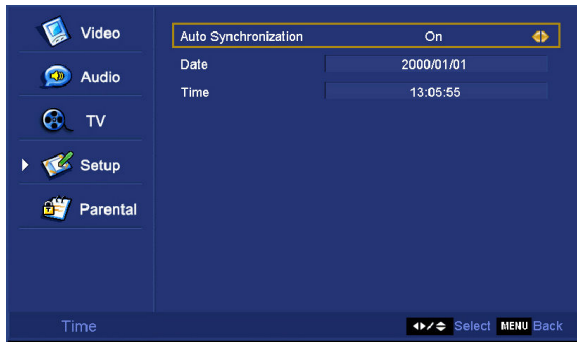 Video
Audio
TV
Setup
Parental
Auto Synchronization On
Date 2000/01/01
Time 13:05:55
Time
Select MENU Back